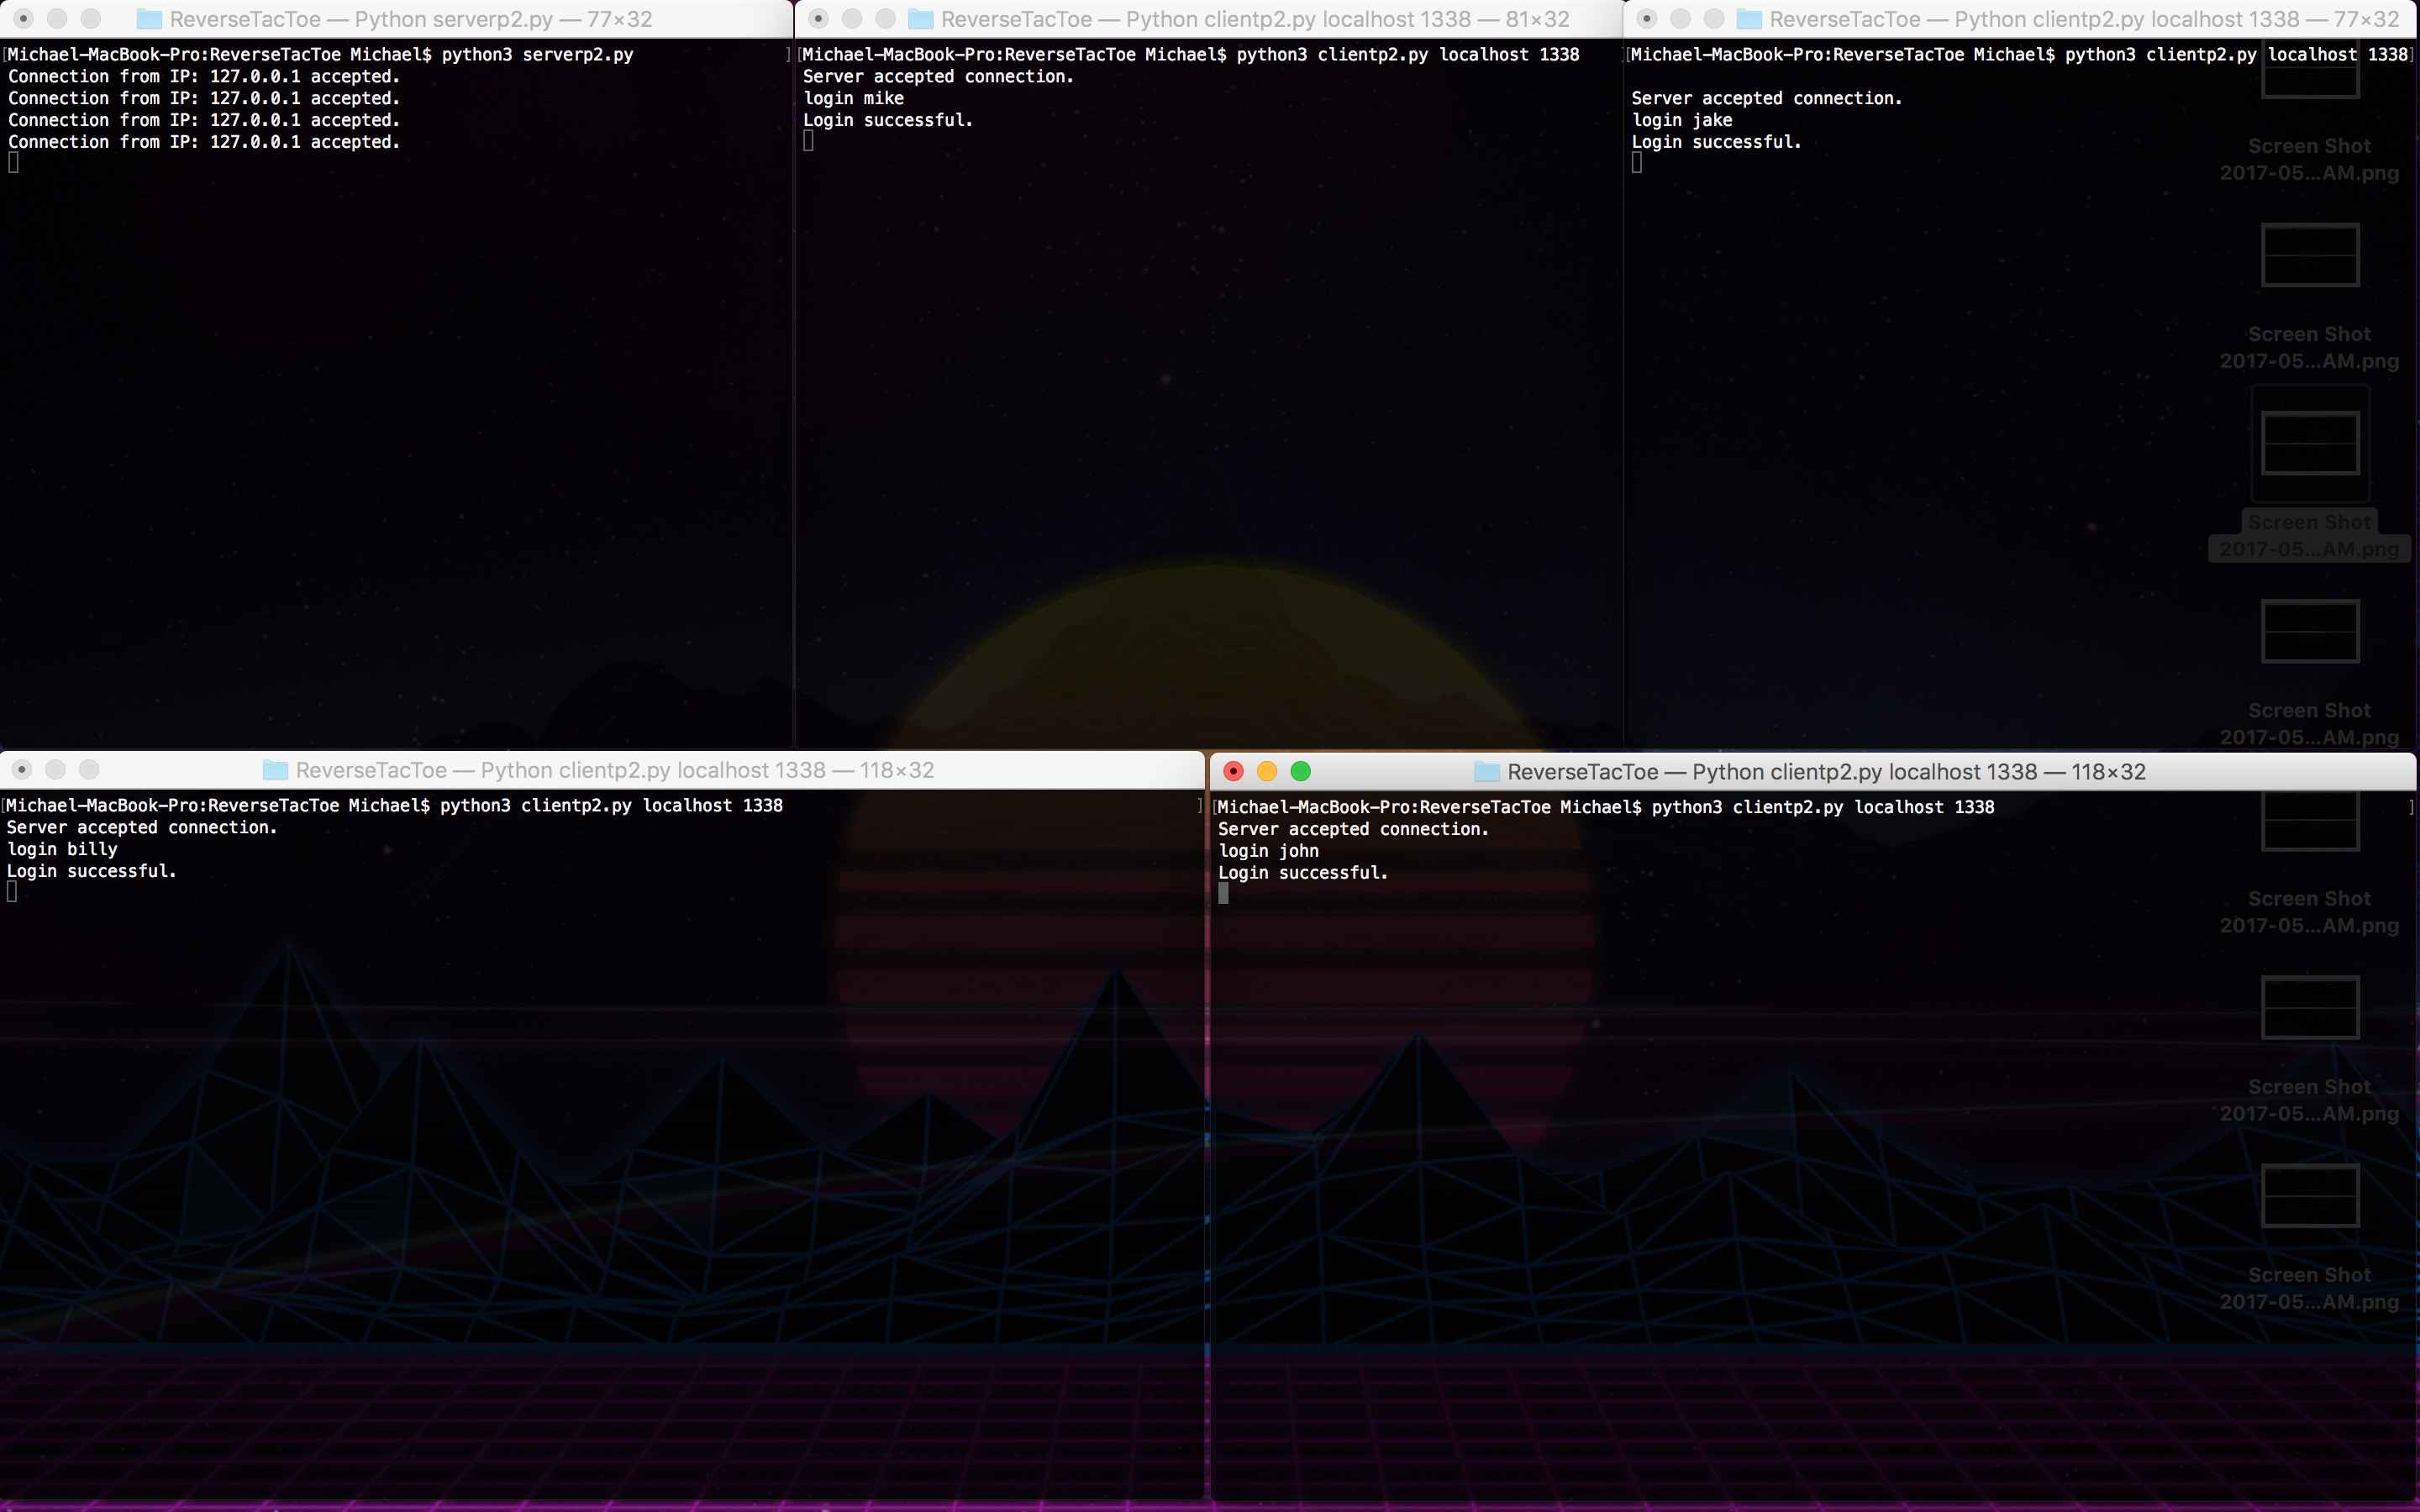 ReverseTacToe — Python serverp2.py — 77×32
[Michael-MacBook-Pro:ReverseTacToe Michael$ python3 serverp2.py ]
Connection from IP: 127.0.0.1 accepted.
Connection from IP: 127.0.0.1 accepted.
Connection from IP: 127.0.0.1 accepted.
Connection from IP: 127.0.0.1 accepted.
ReverseTacToe — Python clientp2.py localhost 1338 — 81×32
[Michael-MacBook-Pro:ReverseTacToe Michael$ python3 clientp2.py localhost 1338 ]
Server accepted connection.
login mike
Login successful.
ReverseTacToe — Python clientp2.py localhost 1338 — 77×32
[Michael-MacBook-Pro:ReverseTacToe Michael$ python3 clientp2.py localhost 1338]
Server accepted connection.
login jake
Login successful.
Screen Shot
2017-05...AM.png
Screen Shot
2017-05...AM.png
Screen Shot
2017-05...AM.png
Screen Shot
2017-05...AM.png
ReverseTacToe — Python clientp2.py localhost 1338 — 118×32
[Michael-MacBook-Pro:ReverseTacToe Michael$ python3 clientp2.py localhost 1338 ]
Server accepted connection.
login billy
Login successful.
ReverseTacToe — Python clientp2.py localhost 1338 — 118×32
[Michael-MacBook-Pro:ReverseTacToe Michael$ python3 clientp2.py localhost 1338 ]
Server accepted connection.
login john
Login successful.
Screen Shot
2017-05...AM.png
Screen Shot
2017-05...AM.png
Screen Shot
2017-05...AM.png